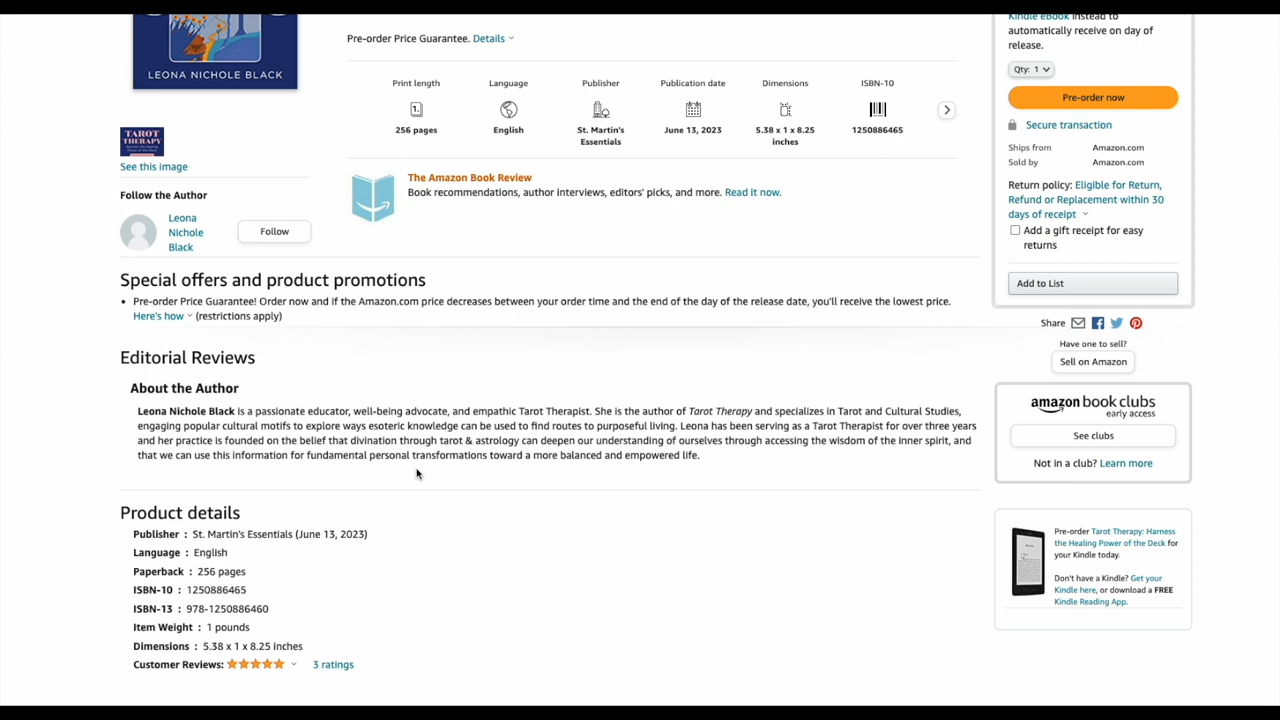 LEONA NICHOLE BLACK
TAROT
THERAPY
See this image
Follow the Author
Leona
Nichole
Black
Follow
Pre-order Price Guarantee. Details
Print length
1.
256 pages
Language
English
Publisher
St. Martin's
Essentials
Publication date
June 13, 2023
Dimensions
5.38 x 1 x 8.25
inches
ISBN-10
1250886465
The Amazon Book Review
Book recommendations, author interviews, editors' picks, and more. Read it now.
Special offers and product promotions
• Pre-order Price Guarantee! Order now and if the Amazon.com price decreases between your order time and the end of the day of the release date, you'll receive the lowest price.
Here's how (restrictions apply)
Editorial Reviews
About the Author
Leona Nichole Black is a passionate educator, well-being advocate, and empathic Tarot Therapist. She is the author of Tarot Therapy and specializes in Tarot and Cultural Studies,
engaging popular cultural motifs to explore ways esoteric knowledge can be used to find routes to purposeful living. Leona has been serving as a Tarot Therapist for over three years
and her practice is founded on the belief that divination through tarot & astrology can deepen our understanding of ourselves through accessing the wisdom of the inner spirit, and
that we can use this information for fundamental personal transformations toward a more balanced and empowered life.
Product details
Publisher : St. Martin's Essentials (June 13, 2023)
Language : English
Paperback : 256 pages
ISBN-10 : 1250886465
ISBN-13 : 978-1250886460
Item Weight : 1 pounds
Dimensions : 5.38 x 1 x 8.25 inches
Customer Reviews: 3 ratings
Kindle eBook instead to
automatically receive on day of
release.
Qty: 1
Pre-order now
Secure transaction
Ships from Amazon.com
Sold by Amazon.com
Return policy: Eligible for Return,
Refund or Replacement within 30
days of receipt
Add a gift receipt for easy
returns
Add to List
Share
Have one to sell?
Sell on Amazon
amazon book clubs
early access
See clubs
Not in a club? Learn more
Pre-order Tarot Therapy: Harness
the Healing Power of the Deck for
your Kindle today.
Don't have a Kindle? Get your
Kindle here, or download a FREE
Kindle Reading App.